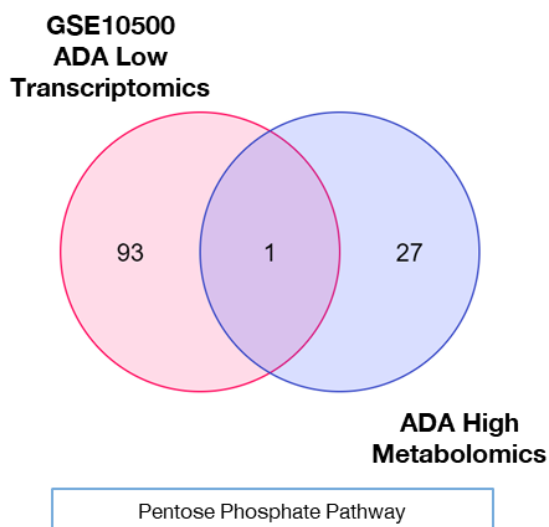 GSE10500
ADA Low
Transcriptomics
93
1
27
ADA High
Metabolomics
Pentose Phosphate Pathway